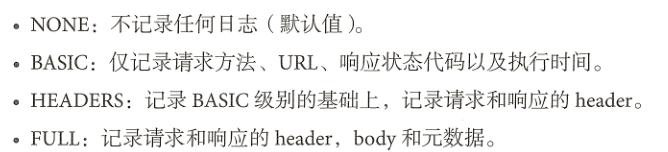 • NONE：不记录任何日志（默认值）。
• BASIC：仅记录请求方法、URL、响应状态代码以及执行时间。
• HEADERS：记录 BASIC 级别的基础上，记录请求和响应的 header。
• FULL：记录请求和响应的 header，body 和元数据。